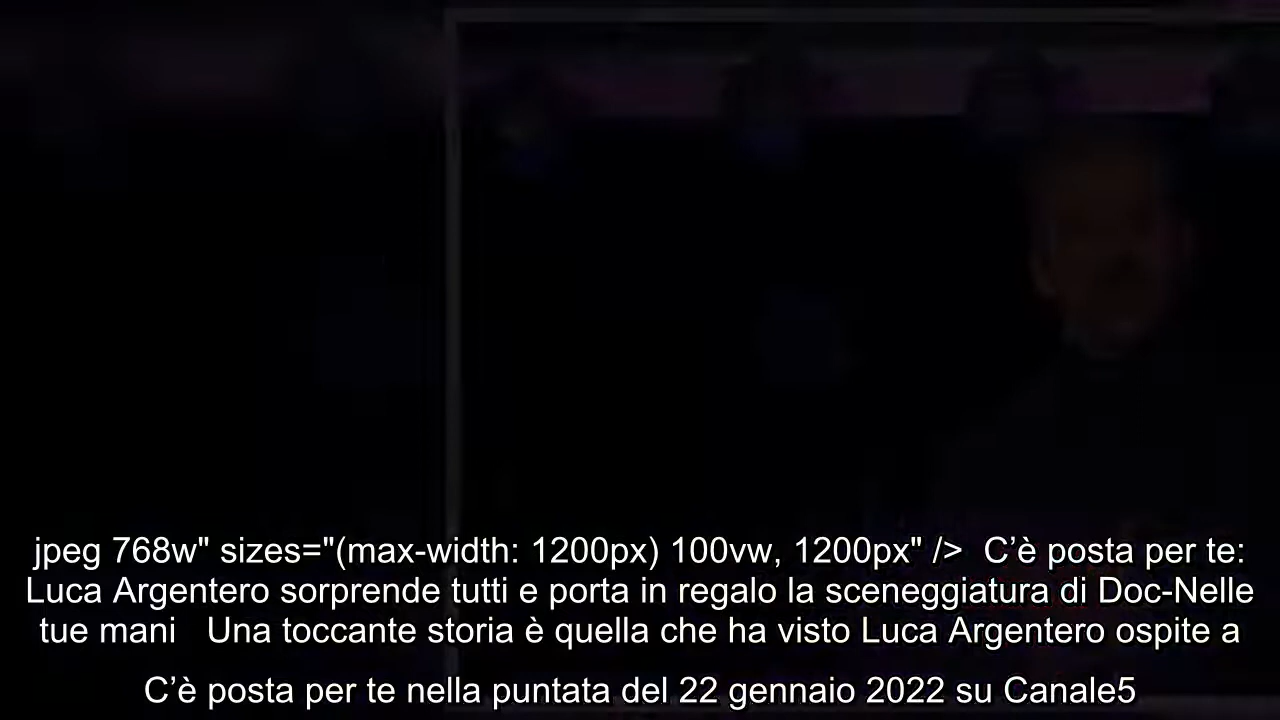 jpeg 768w" sizes="(max-width: 1200px) 100vw, 1200px" />  C’è posta per te:
Luca Argentero sorprende tutti e porta in regalo la sceneggiatura di Doc-Nelle
tue mani   Una toccante storia è quella che ha visto Luca Argentero ospite a
C’è posta per te nella puntata del 22 gennaio 2022 su Canale5